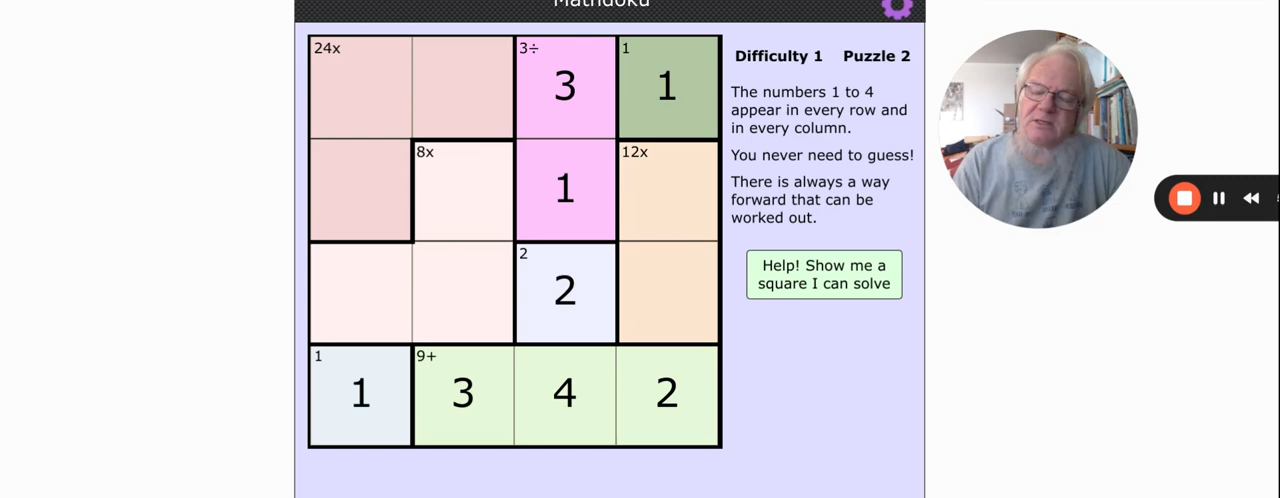 Mathdoku
24x
3÷
3
1
1
Difficulty 1 Puzzle 2
The numbers 1 to 4
appear in every row and
in every column.
You never need to guess!
There is always a way
forward that can be
worked out.
8x
1
12x
2
2
Help! Show me a
square I can solve
1
1
9+
3
4
2